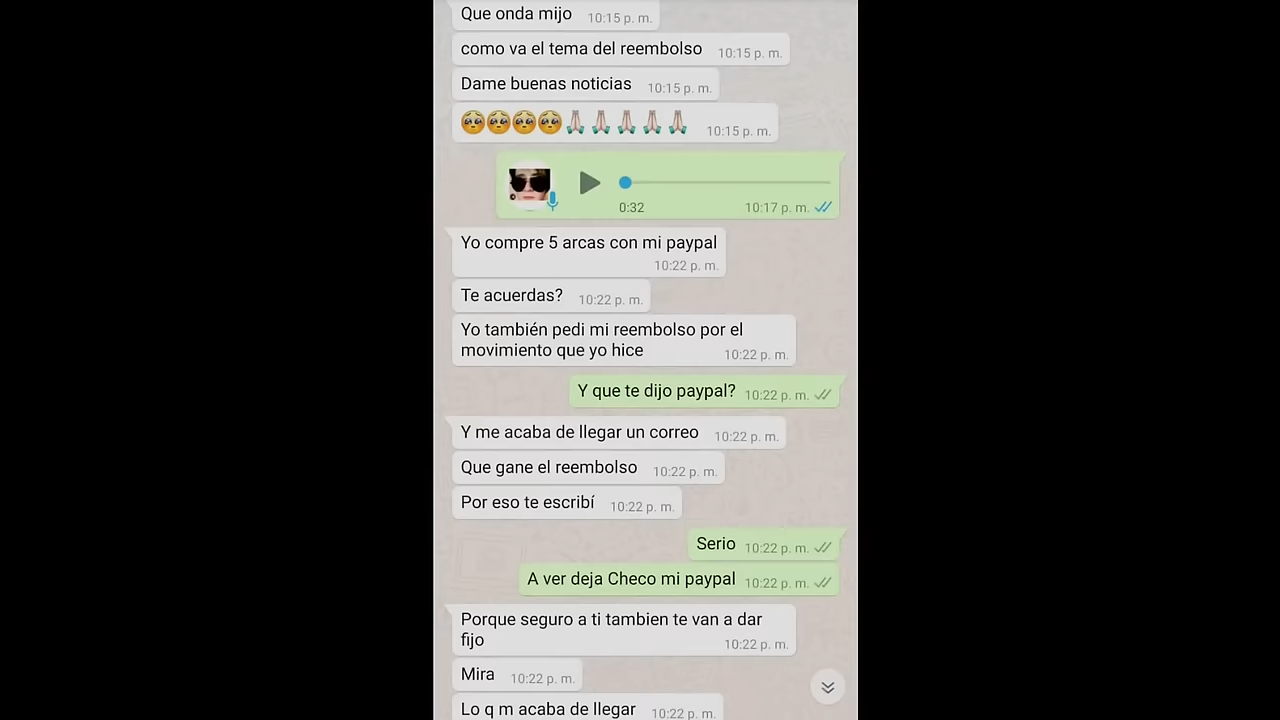 Que onda mijo 10:15 p. m.
como va el tema del reembolso 10:15 p. m.
Dame buenas noticias 10:15 p. m.
🥺🥺🥺🥺🙏🏻🙏🏻🙏🏻🙏🏻🙏🏻 10:15 p. m.
0:32 10:17 p. m.
Yo compre 5 arcas con mi paypal
10:22 p. m.
Te acuerdas? 10:22 p. m.
Yo también pedi mi reembolso por el
movimiento que yo hice 10:22 p. m.
Y que te dijo paypal? 10:22 p. m.
Y me acaba de llegar un correo 10:22 p. m.
Que gane el reembolso 10:22 p. m.
Por eso te escribí 10:22 p. m.
Serio 10:22 p. m.
A ver deja Checo mi paypal 10:22 p. m.
Porque seguro a ti tambien te van a dar
fijo 10:22 p. m.
Mira 10:22 p. m.
Lo q m acaba de llegar 10:22 p. m.